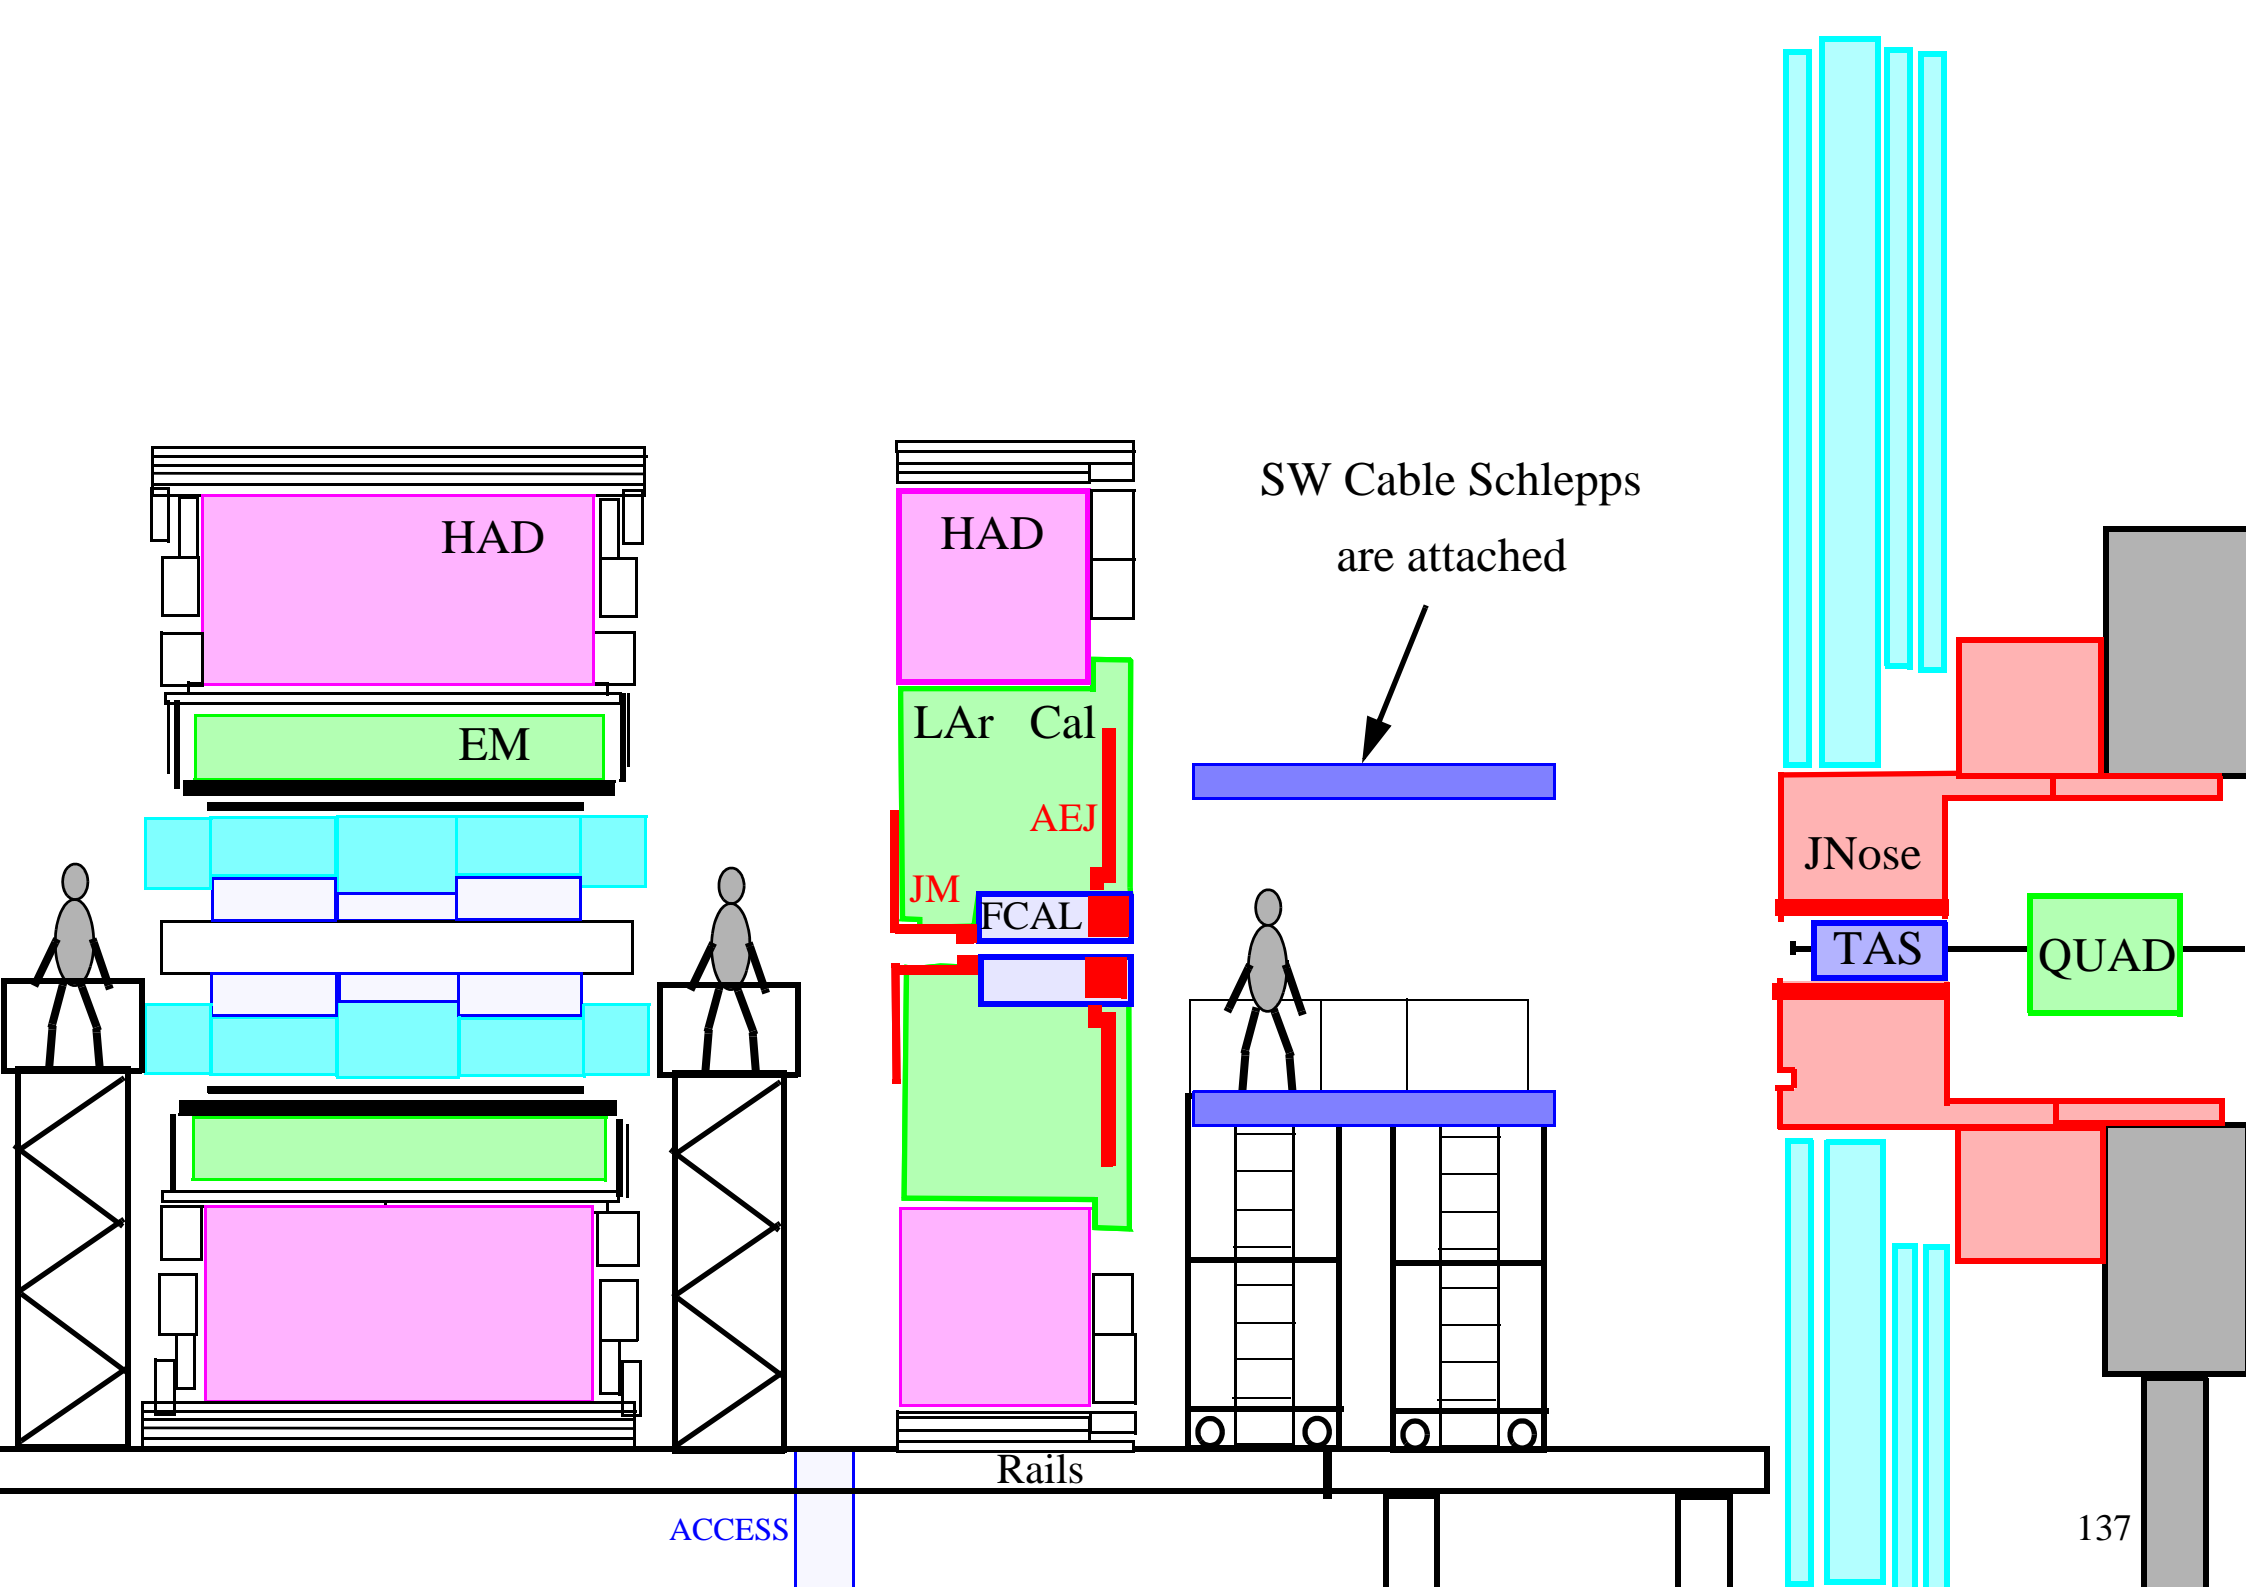 SW Cable Schlepps
are attached
HAD
HAD
EM
LAr Cal
AEJ
JM
FCAL
JNose
TAS
QUAD
Rails
ACCESS
137